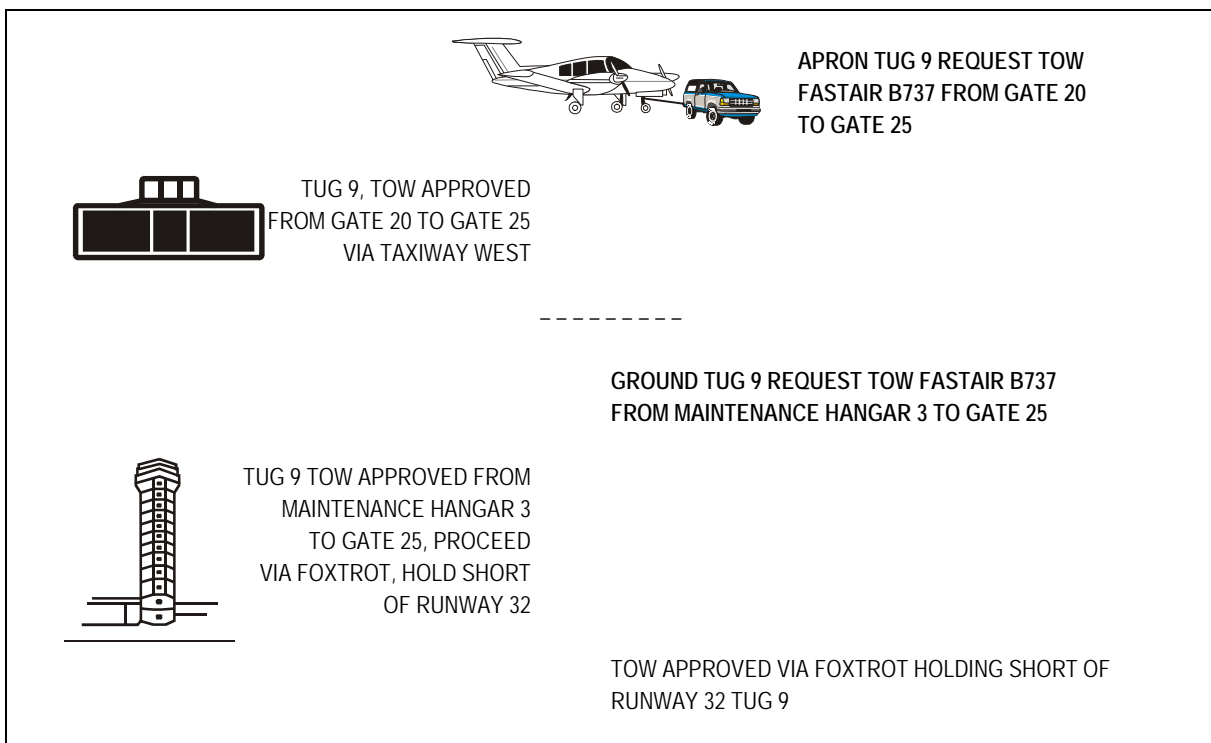 APRON TUG 9 REQUEST TOW
FASTAIR B737 FROM GATE 20
TO GATE 25
TUG 9, TOW APPROVED
FROM GATE 20 TO GATE 25
VIA TAXIWAY WEST
_ _ _ _ _ _ _ _ _
GROUND TUG 9 REQUEST TOW FASTAIR B737
FROM MAINTENANCE HANGAR 3 TO GATE 25
TUG 9 TOW APPROVED FROM
MAINTENANCE HANGAR 3
TO GATE 25, PROCEED
VIA FOXTROT, HOLD SHORT
OF RUNWAY 32
TOW APPROVED VIA FOXTROT HOLDING SHORT OF
RUNWAY 32 TUG 9